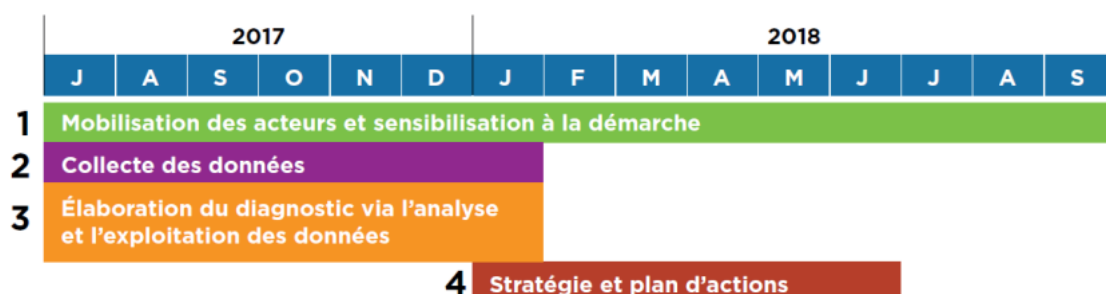 2017 2018
J A S O N D J F M A M J J A S
1 Mobilisation des acteurs et sensibilisation à la démarche
2 Collecte des données
3 Élaboration du diagnostic via l’analyse
et l’exploitation des données
4 Stratégie et plan d’actions